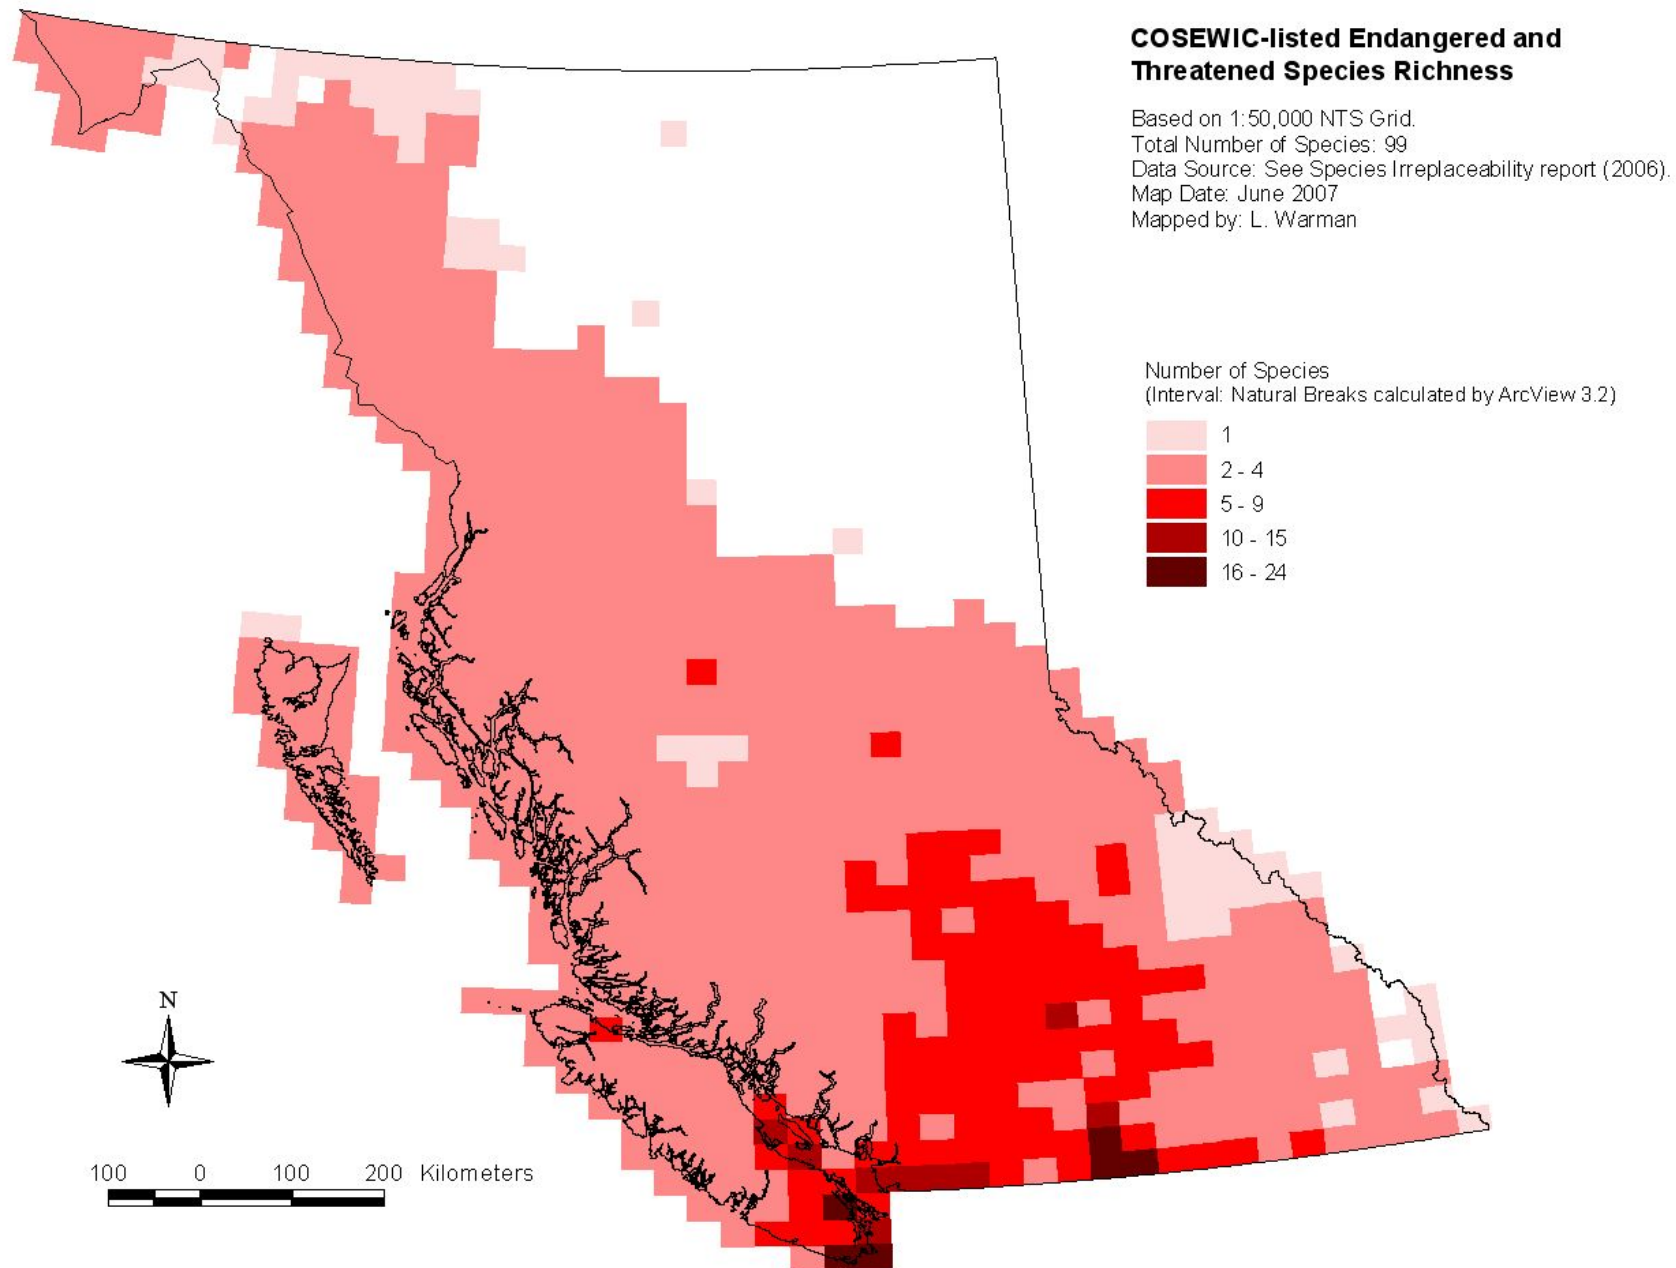 COSEWIC-listed Endangered and
Threatened Species Richness
Based on 1:50,000 NTS Grid.
Total Number of Species: 99
Data Source: See Species Irreplaceability report (2006).
Map Date: June 2007
Mapped by: L. Warman
Number of Species
(Interval: Natural Breaks calculated by ArcView 3.2)
1
2 - 4
5 - 9
10 - 15
16 - 24
N
100 0 100 200 Kilometers